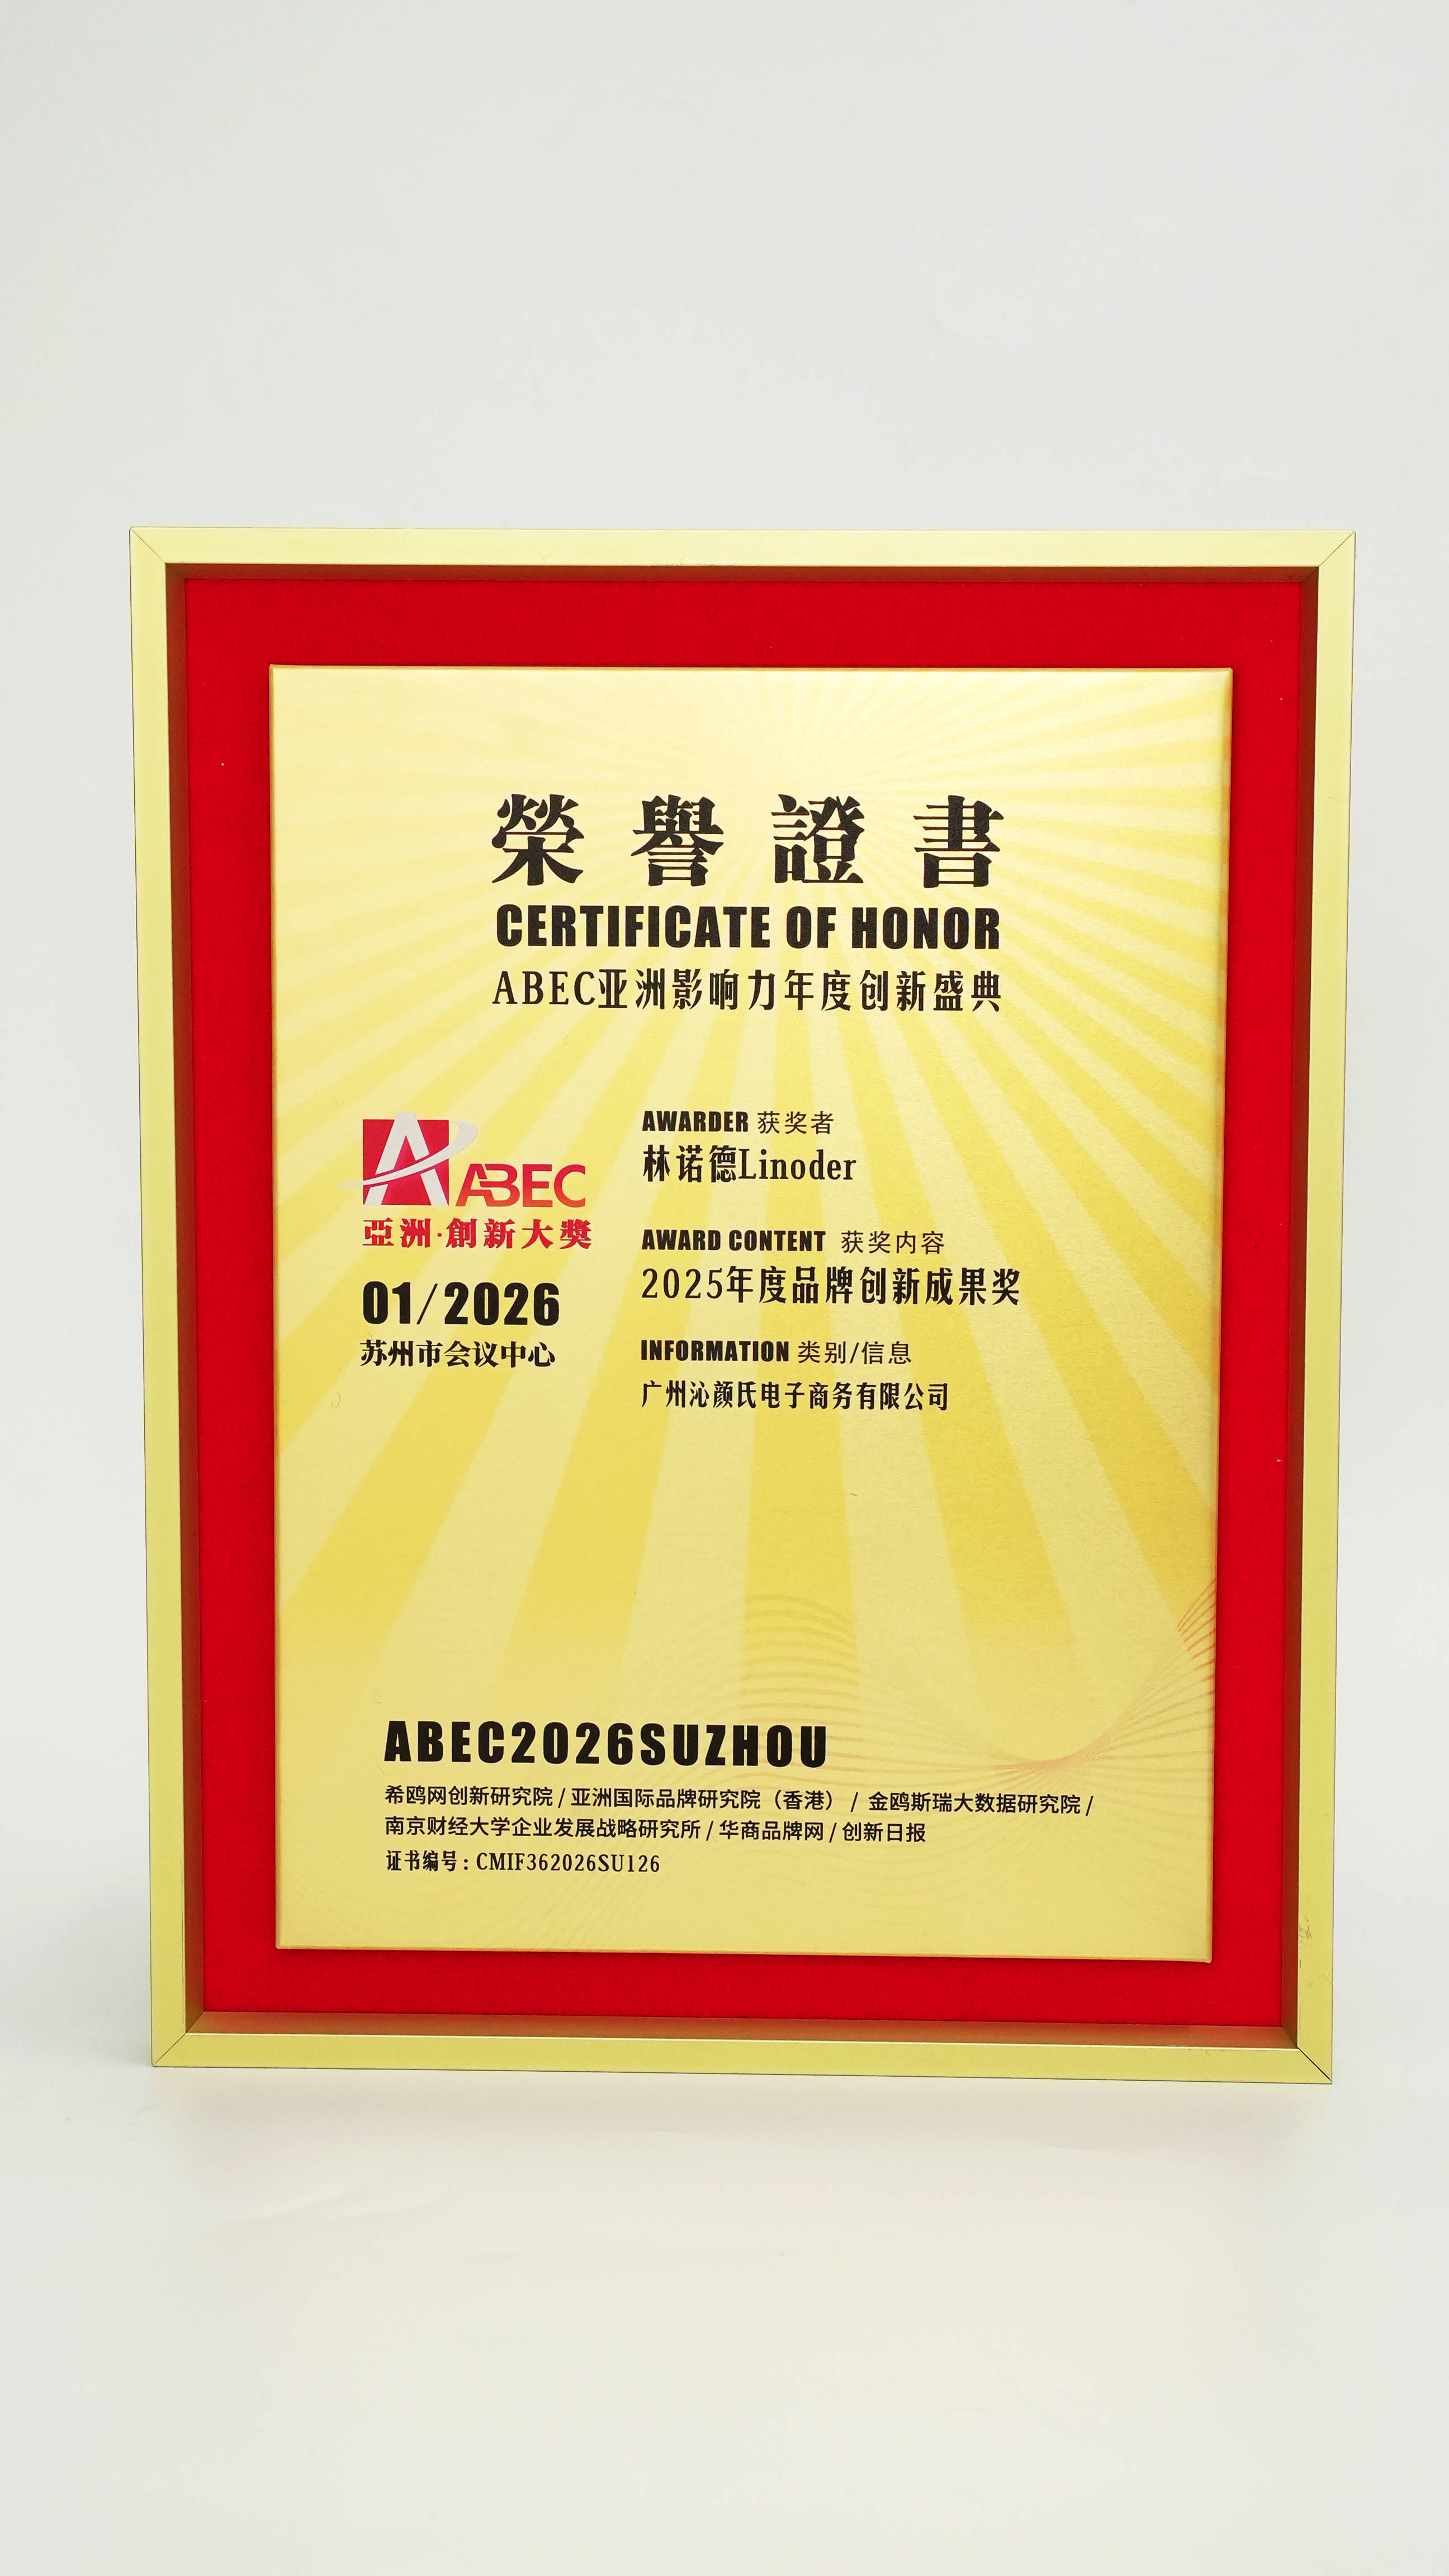 榮譽證書
CERTIFICATE OF HONOR
ABEC亚洲影响力年度创新盛典
ABEC
亞洲·創新大獎
01/2026
苏州市会议中心
AWARDER 获奖者
林诺德Linoder
AWARD CONTENT 获奖内容
2025年度品牌创新成果奖
INFORMATION 类别/信息
广州沁颜氏电子商务有限公司
ABEC2026SUZHOU
希鸥网创新研究院 / 亚洲国际品牌研究院（香港） / 金鸥斯瑞大数据研究院 /
南京财经大学企业发展战略研究所 / 华商品牌网 / 创新日报
证书编号：CMIF362026SU126